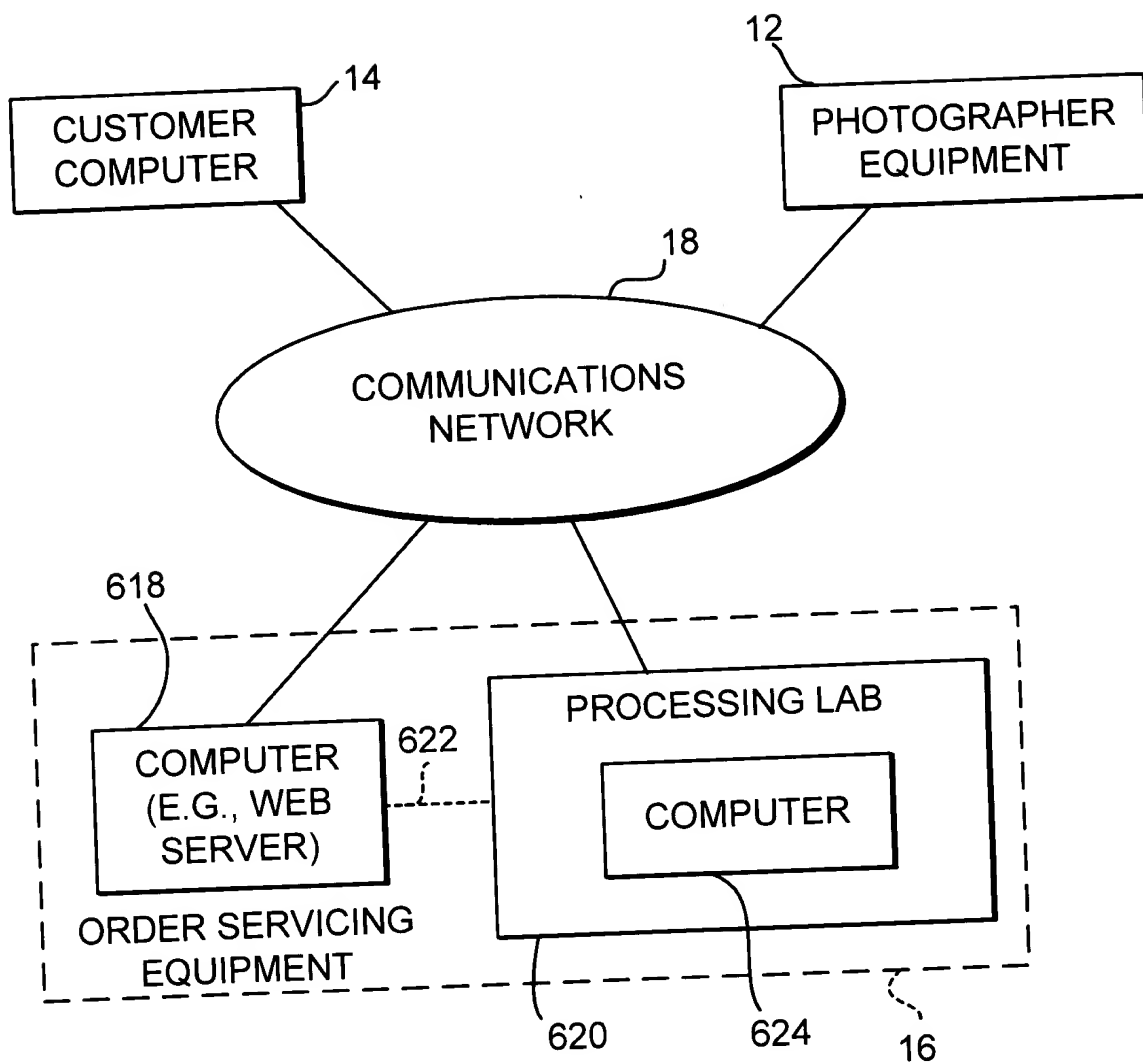 12
14
CUSTOMER
COMPUTER
PHOTOGRAPHER
EQUIPMENT
18
COMMUNICATIONS
NETWORK
618
PROCESSING LAB
622
COMPUTER
(E.G., WEB
SERVER)
COMPUTER
ORDER SERVICING
EQUIPMENT
620
624
16